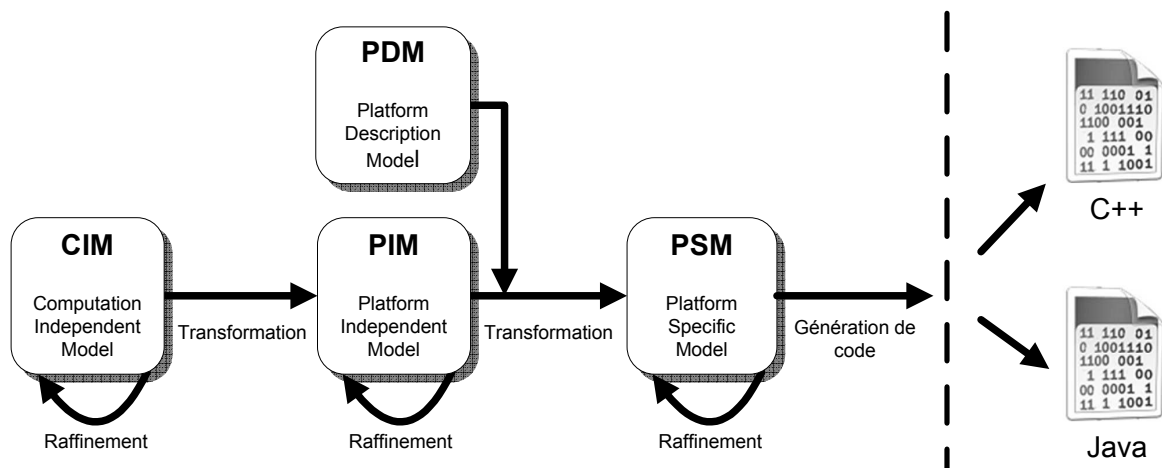 PDM
Platform
Description
Model
CIM
Computation
Independent
Model
Raffinement
Transformation
PIM
Platform
Independent
Model
Raffinement
Transformation
PSM
Platform
Specific
Model
Raffinement
Génération de
code
11 110 01
0 1001110
1100 001
1 111 00
00 0001 1
11 1 1001
C++
11 110 01
0 1001110
1100 001
1 111 00
00 0001 1
11 1 1001
Java